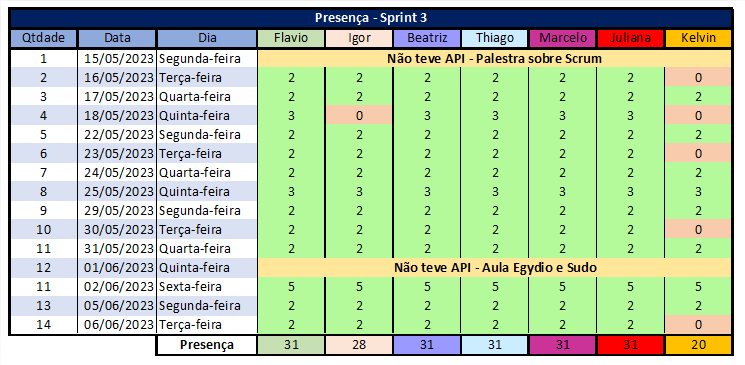 Presença - Sprint 3
Qtdade Data Dia Flavio Igor Beatriz Thiago Marcelo Juliana Kelvin
1 15/05/2023 Segunda-feira Não teve API - Palestra sobre Scrum
2 16/05/2023 Terça-feira 2 2 2 2 2 2 0
3 17/05/2023 Quarta-feira 2 2 2 2 2 2 2
4 18/05/2023 Quinta-feira 3 0 3 3 3 3 0
5 22/05/2023 Segunda-feira 2 2 2 2 2 2 2
6 23/05/2023 Terça-feira 2 2 2 2 2 2 0
7 24/05/2023 Quarta-feira 2 2 2 2 2 2 2
8 25/05/2023 Quinta-feira 3 3 3 3 3 3 3
9 29/05/2023 Segunda-feira 2 2 2 2 2 2 2
10 30/05/2023 Terça-feira 2 2 2 2 2 2 0
11 31/05/2023 Quarta-feira 2 2 2 2 2 2 2
12 01/06/2023 Quinta-feira Não teve API - Aula Egydio e Sudo
11 02/06/2023 Sexta-feira 5 5 5 5 5 5 5
13 05/06/2023 Segunda-feira 2 2 2 2 2 2 2
14 06/06/2023 Terça-feira 2 2 2 2 2 2 0
Presença 31 28 31 31 31 31 20